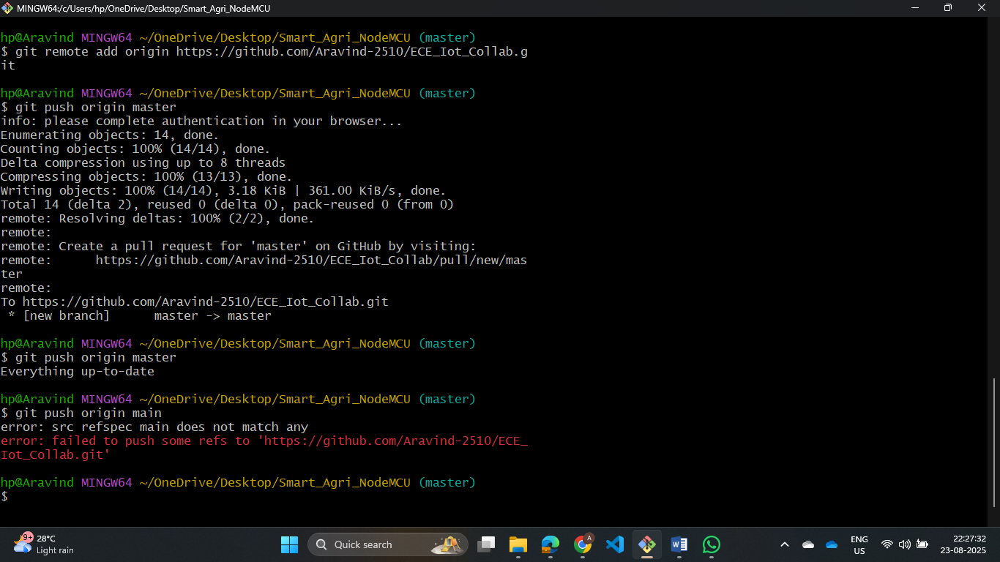 MINGW64:/c/Users/hp/OneDrive/Desktop/Smart_Agri_NodeMCU
hp@Aravind MINGW64 ~/OneDrive/Desktop/Smart_Agri_NodeMCU (master)
$ git remote add origin https://github.com/Aravind-2510/ECE_Iot_Collab.g
it
hp@Aravind MINGW64 ~/OneDrive/Desktop/Smart_Agri_NodeMCU (master)
$ git push origin master
info: please complete authentication in your browser...
Enumerating objects: 14, done.
Counting objects: 100% (14/14), done.
Delta compression using up to 8 threads
Compressing objects: 100% (13/13), done.
Writing objects: 100% (14/14), 3.18 KiB | 361.00 KiB/s, done.
Total 14 (delta 2), reused 0 (delta 0), pack-reused 0 (from 0)
remote: Resolving deltas: 100% (2/2), done.
remote:
remote: Create a pull request for 'master' on GitHub by visiting:
remote:      https://github.com/Aravind-2510/ECE_Iot_Collab/pull/new/mas
ter
remote:
To https://github.com/Aravind-2510/ECE_Iot_Collab.git
 * [new branch]      master -> master
hp@Aravind MINGW64 ~/OneDrive/Desktop/Smart_Agri_NodeMCU (master)
$ git push origin master
Everything up-to-date
hp@Aravind MINGW64 ~/OneDrive/Desktop/Smart_Agri_NodeMCU (master)
$ git push origin main
error: src refspec main does not match any
error: failed to push some refs to 'https://github.com/Aravind-2510/ECE_
Iot_Collab.git'
hp@Aravind MINGW64 ~/OneDrive/Desktop/Smart_Agri_NodeMCU (master)
$
9+
28°C
Light rain
Quick search
A
W
ENG
US
22:27:32
23-08-2025